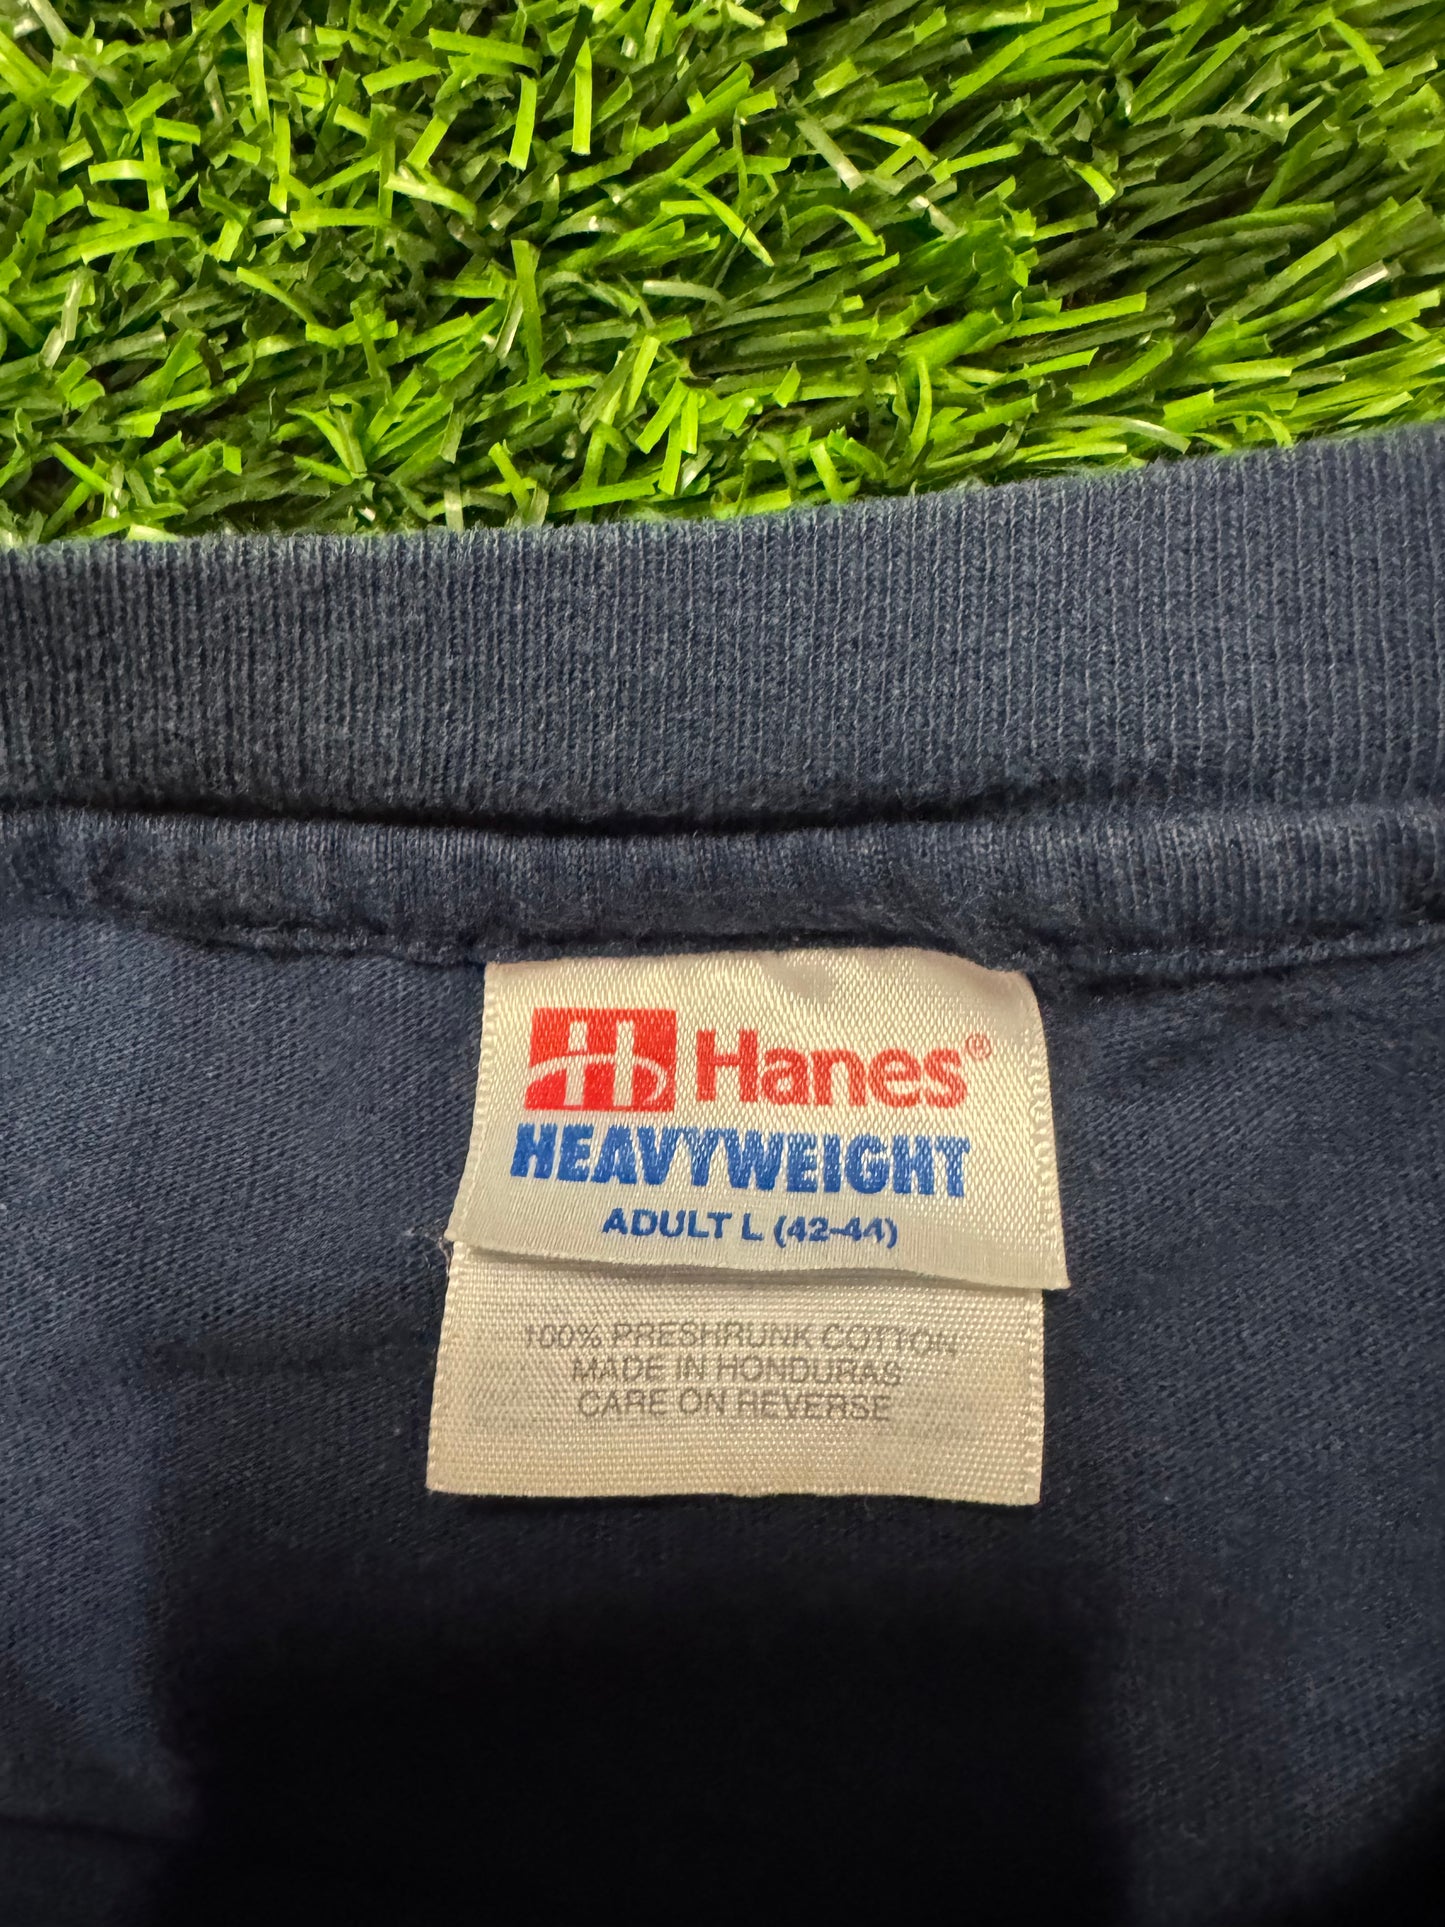 Hanes®
HEAVYWEIGHT
ADULT L (42-44)
100% PRESHRUNK COTTON
MADE IN HONDURAS
CARE ON REVERSE